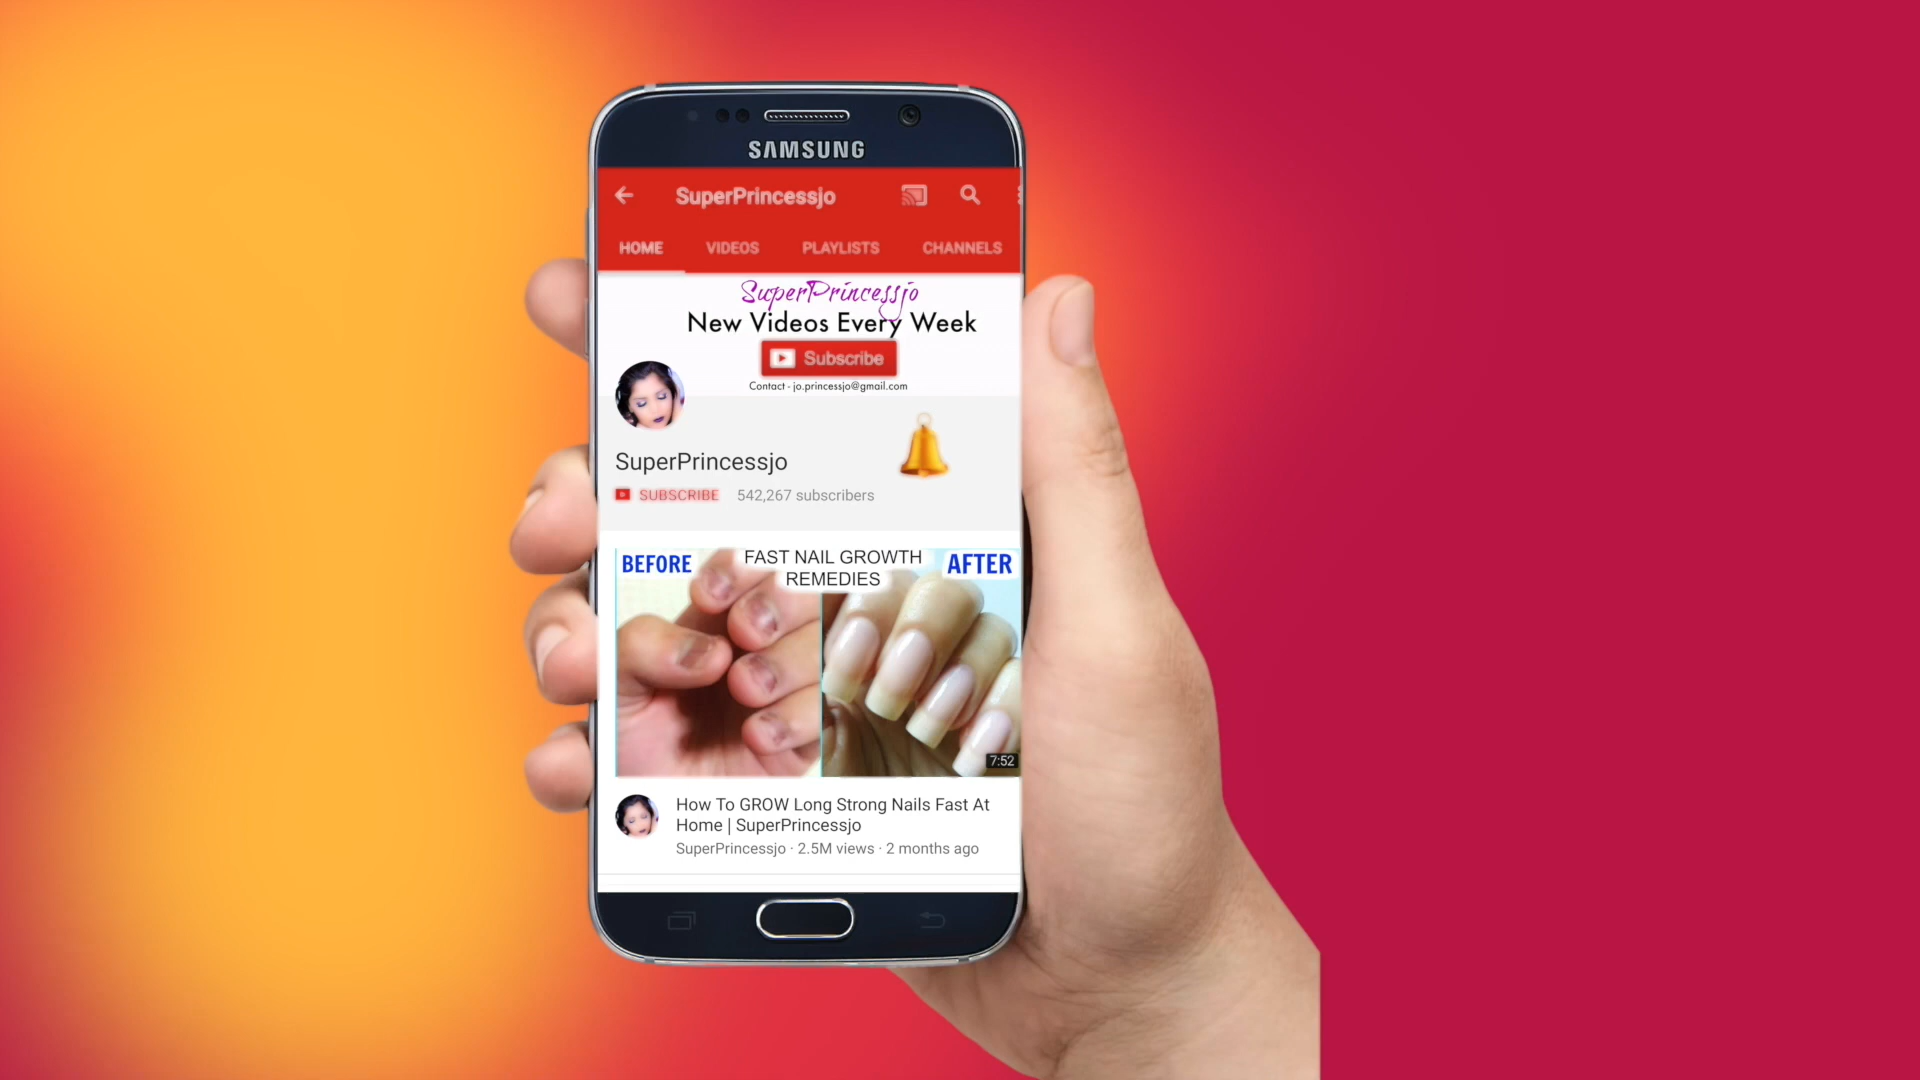 SAMSUNG
SuperPrincessjo
HOME VIDEOS PLAYLISTS CHANNELS
SuperPrincessjo
New Videos Every Week
Subscribe
Contact - jo.princessjo@gmail.com
SuperPrincessjo
SUBSCRIBE 542,267 subscribers
BEFORE FAST NAIL GROWTH AFTER
REMEDIES
7:52
How To GROW Long Strong Nails Fast At
Home | SuperPrincessjo
SuperPrincessjo · 2.5M views · 2 months ago